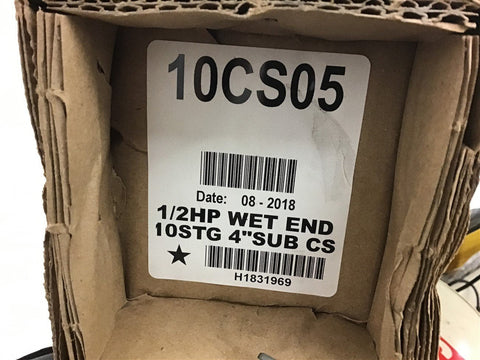 10CS05
Date: 08 - 2018
1/2HP WET END
10STG 4"SUB CS
H1831969